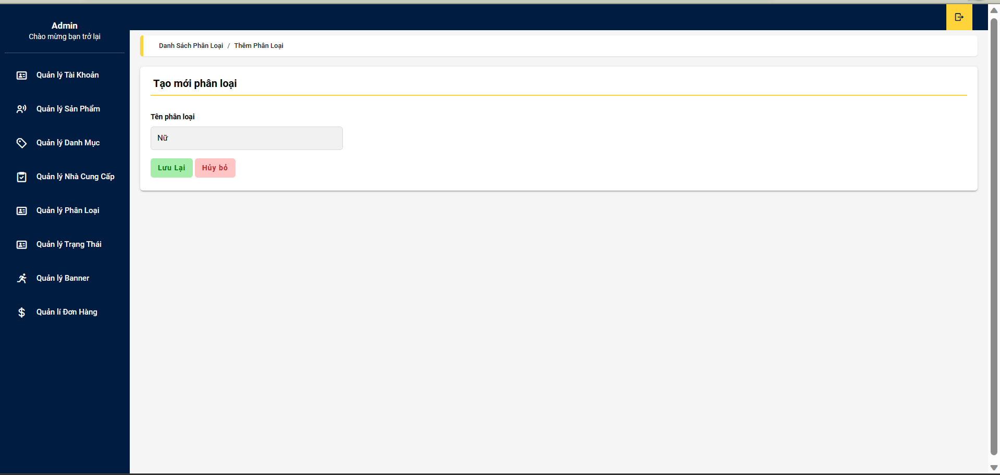 Admin
Chào mừng bạn trở lại
Quản lý Tài Khoản
Quản lý Sản Phẩm
Quản lý Danh Mục
Quản lý Nhà Cung Cấp
Quản lý Phân Loại
Quản lý Trạng Thái
Quản lý Banner
Quản lí Đơn Hàng
Danh Sách Phân Loại / Thêm Phân Loại
Tạo mới phân loại
Tên phân loại
Nữ
Lưu Lại Hủy bỏ